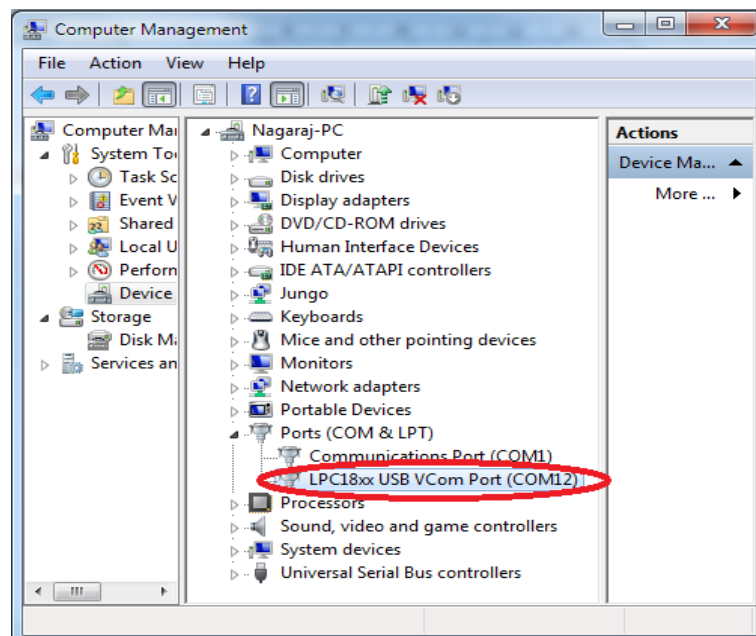 Computer Management
File Action View Help
Computer Mai
System To
Task Sc
Event V
Shared
Local U
Perforn
Device
Storage
Disk Ma
Services an
Nagaraj-PC
Computer
Disk drives
Display adapters
DVD/CD-ROM drives
Human Interface Devices
IDE ATA/ATAPI controllers
Jungo
Keyboards
Mice and other pointing devices
Monitors
Network adapters
Portable Devices
Ports (COM & LPT)
Communications Port (COM1)
LPC18xx USB VCom Port (COM12)
Processors
Sound, video and game controllers
System devices
Universal Serial Bus controllers
Actions
Device Ma...
More ...